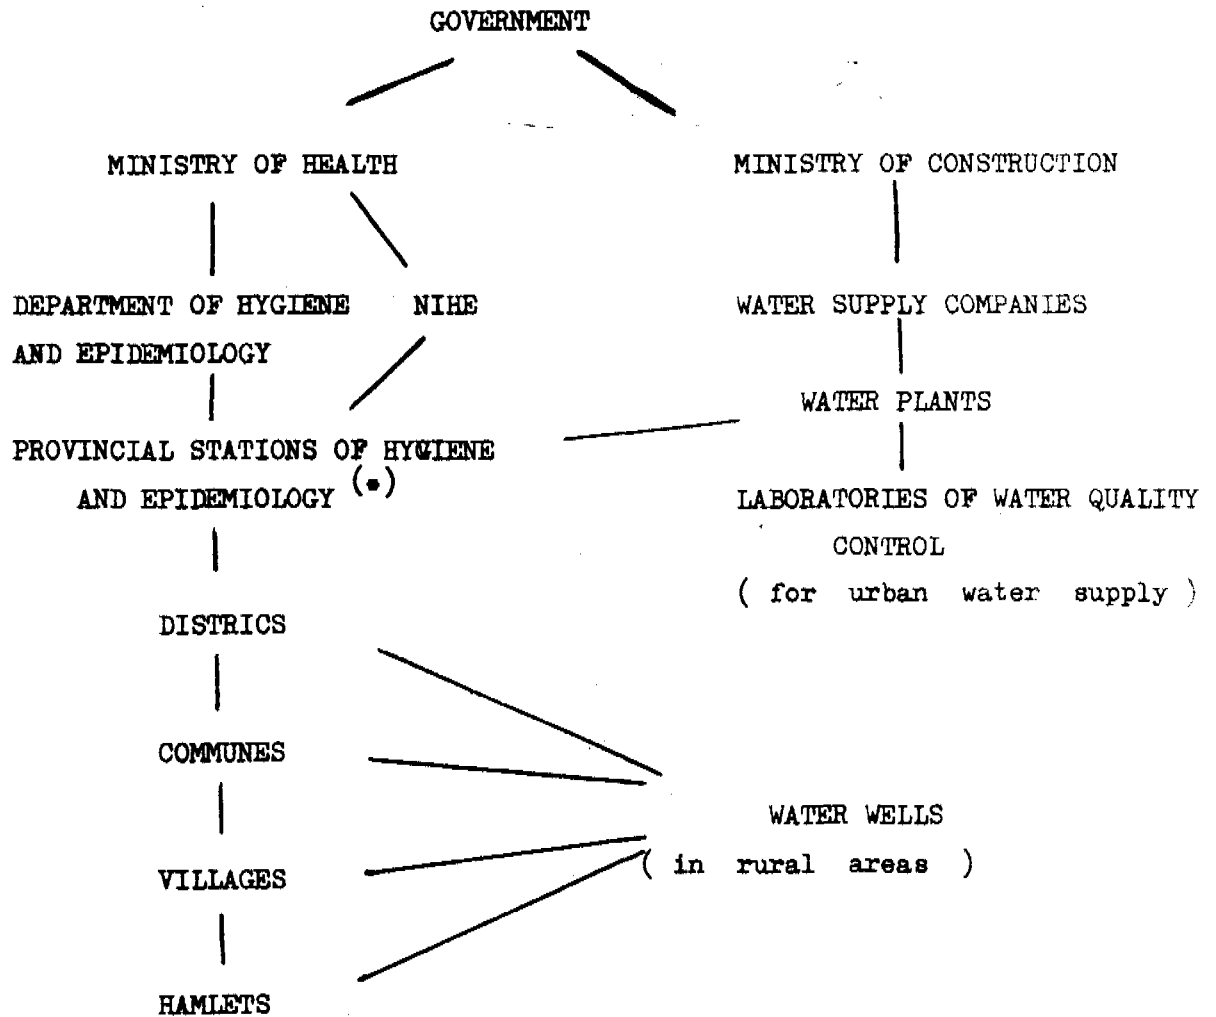 GOVERNMENT
MINISTRY OF HEALTH
MINISTRY OF CONSTRUCTION
DEPARTMENT OF HYGIENE
AND EPIDEMIOLOGY
NIHE
WATER SUPPLY COMPANIES
WATER PLANTS
PROVINCIAL STATIONS OF HYGIENE
AND EPIDEMIOLOGY (*)
LABORATORIES OF WATER QUALITY
CONTROL
( for urban water supply )
DISTRICS
COMMUNES
WATER WELLS
( in rural areas )
VILLAGES
HAMLETS